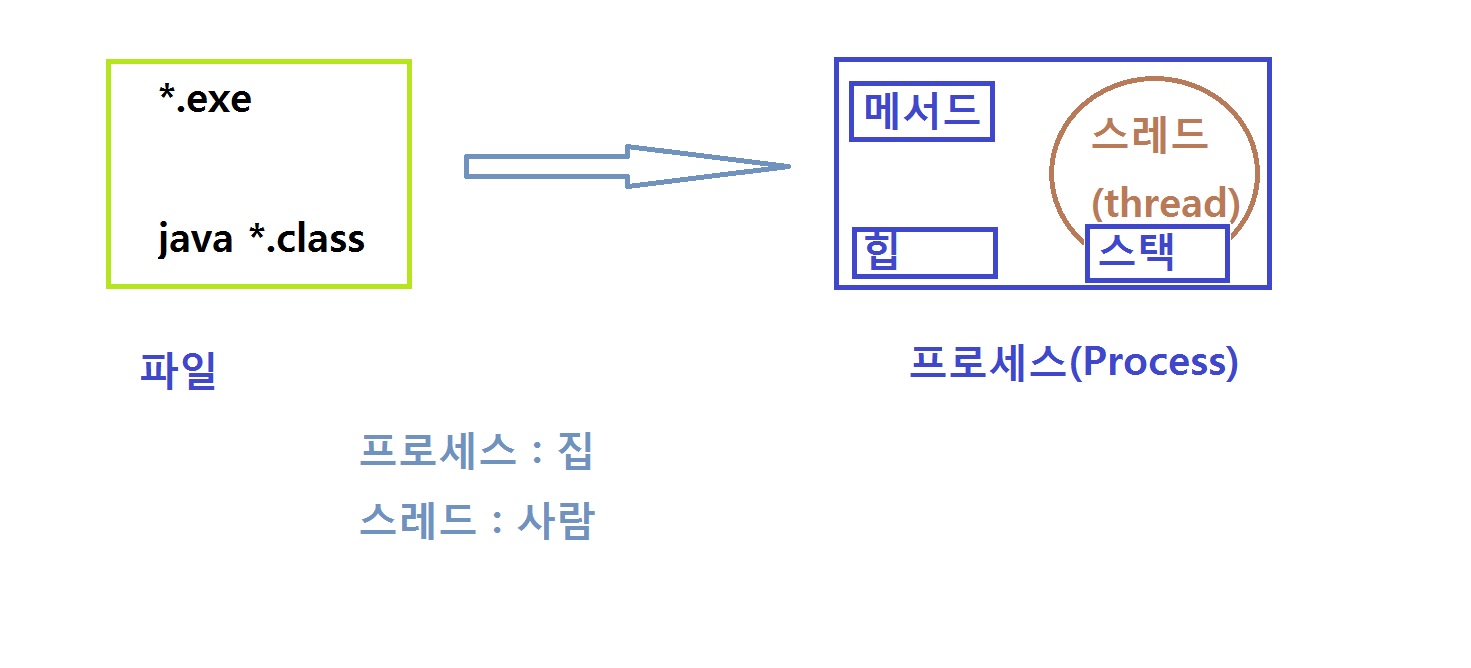 *.exe
java *.class
파일
메서드
힙
스레드
(thread)
스택
프로세스(Process)
프로세스 : 집
스레드 : 사람